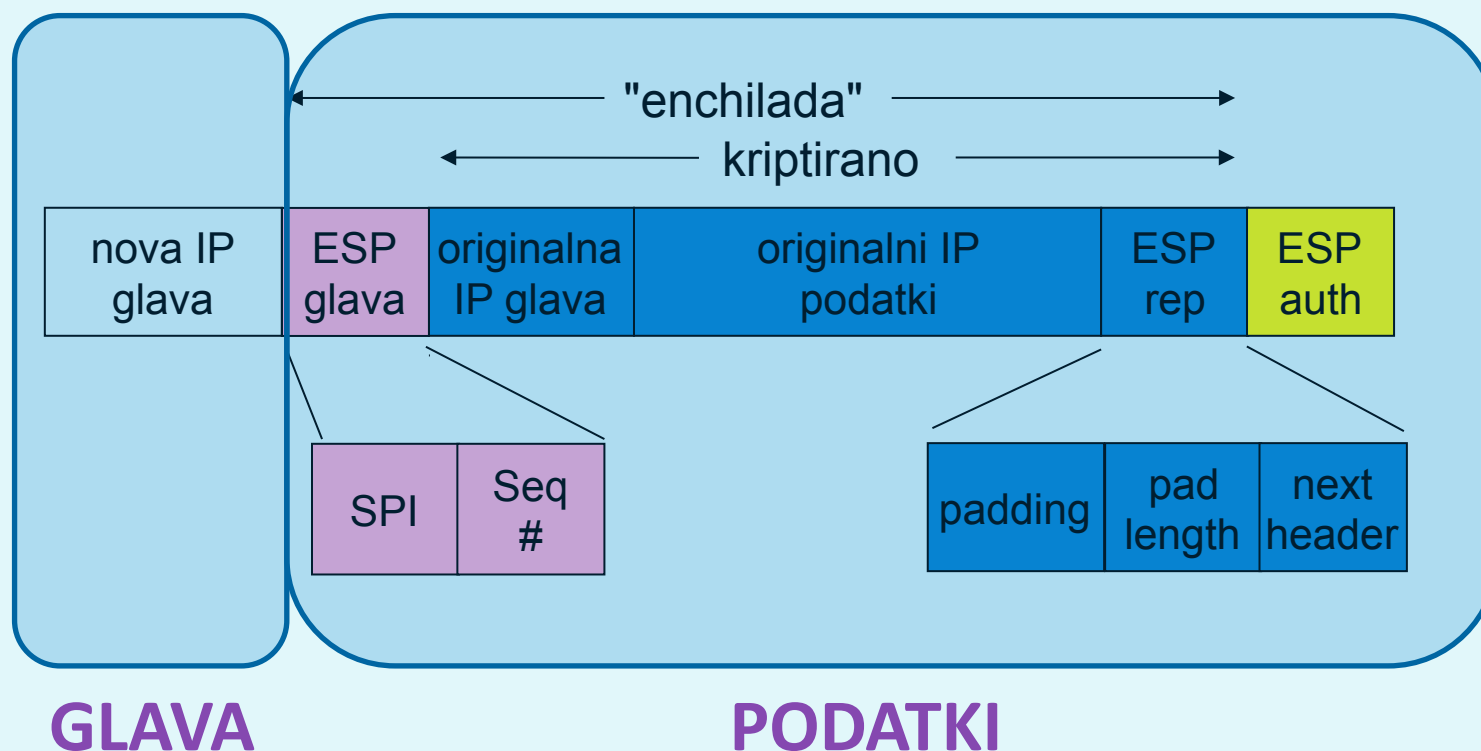 "enchilada"
kriptirano
nova IP
glava
ESP
glava
originalna
IP glava
originalni IP
podatki
ESP
rep
ESP
auth
SPI
Seq
#
padding
pad
length
next
header
GLAVA
PODATKI